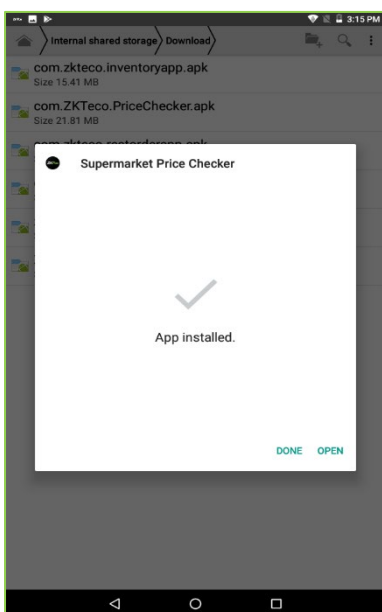 3:15 PM
Internal shared storage Download
com.zkteco.inventoryapp.apk
Size 15.41 MB
com.ZKTeco.PriceChecker.apk
Size 21.81 MB
Supermarket Price Checker
App installed.
DONE OPEN